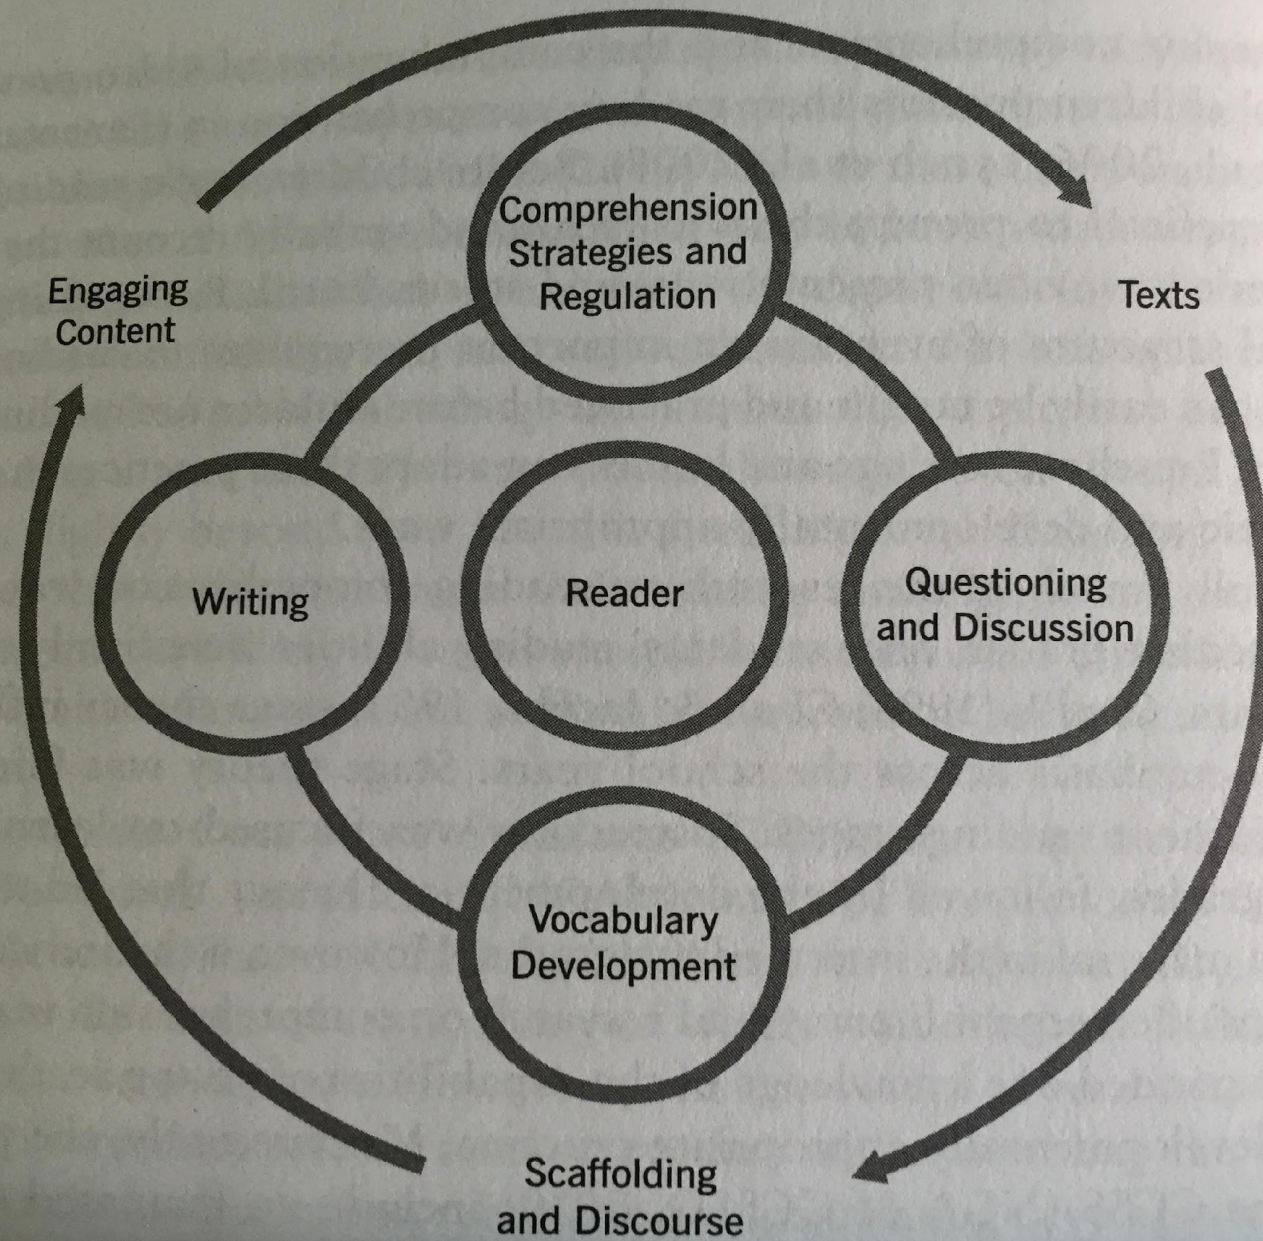 Comprehension
Strategies and
Regulation
Engaging
Content
Texts
Writing
Reader
Questioning
and Discussion
Vocabulary
Development
Scaffolding
and Discourse